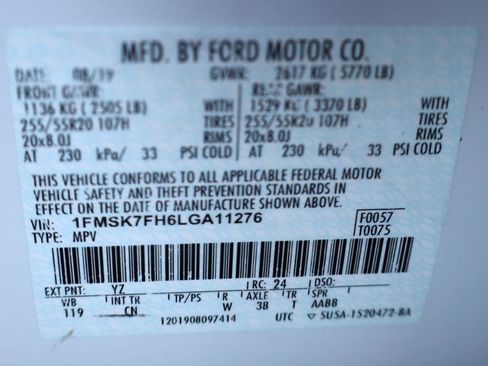 MFD. BY FORD MOTOR CO.
DATE: 08/19 GVWR: 2617 KG (5770 LB)
FRONT GAWR: REAR GAWR:
1136 KG (2505 LB) WITH 1529 KG (3370 LB) WITH
255/55R20 107H TIRES 255/55R20 107H TIRES
20x8.0J RIMS 20x8.0J RIMS
AT 230 kPa/ 33 PSI COLD AT 230 kPa/ 33 PSI COLD
THIS VEHICLE CONFORMS TO ALL APPLICABLE FEDERAL MOTOR
VEHICLE SAFETY AND THEFT PREVENTION STANDARDS IN
EFFECT ON THE DATE OF MANUFACTURE SHOWN ABOVE.
VIN: 1FMSK7FH6LGA11276 F0057
TYPE: MPV T0075
EXT PNT: YZ RC: 24 DSO:
V/B INT TR TP/PS R AXLE TR SPR
119 CN W 3B T AABB
1201908097414 UTC 5USA-1520472-BA